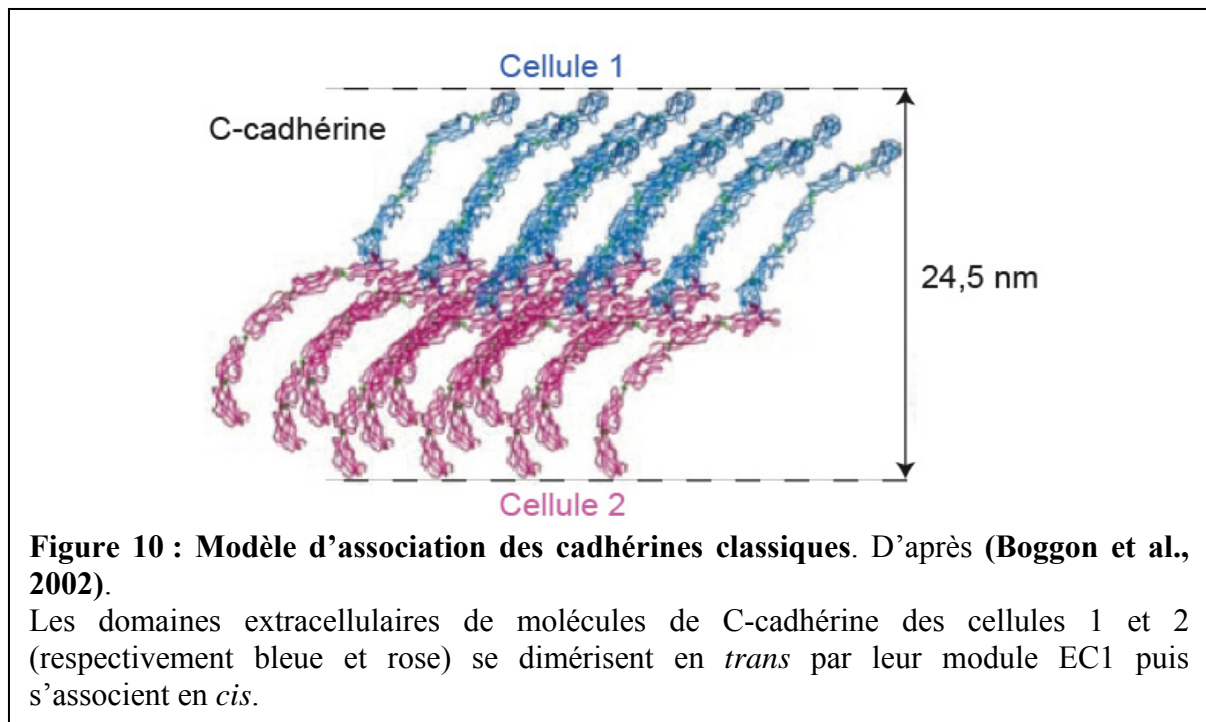 Cellule 1
C-cadhérine
24,5 nm
Cellule 2
Figure 10 : Modèle d’association des cadhérines classiques. D’après (Boggon et al.,
2002).
Les domaines extracellulaires de molécules de C-cadhérine des cellules 1 et 2
(respectivement bleue et rose) se dimérisent en trans par leur module EC1 puis
s’associent en cis.